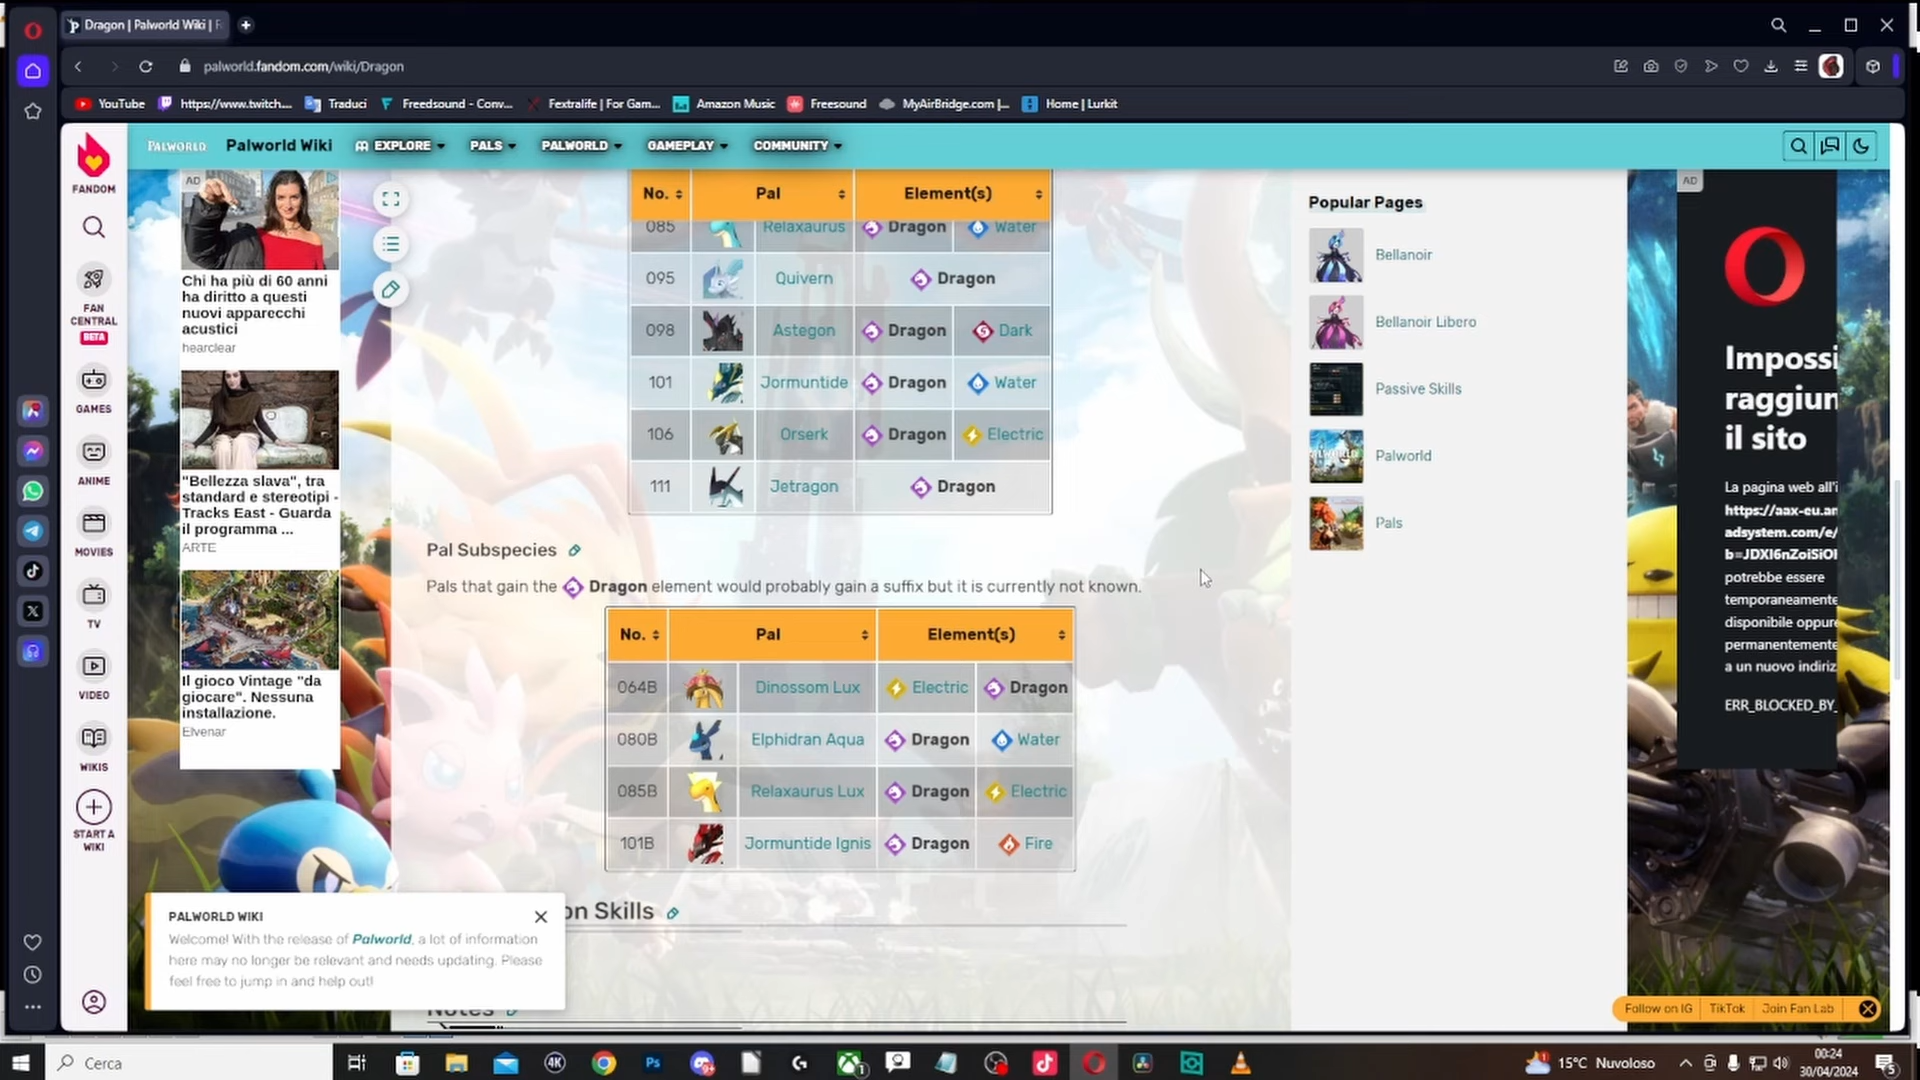 Dragon | Palworld Wiki |
palworld.fandom.com/wiki/Dragon
YouTube
https://www.twitch....
Traduci
Freedsound - Conv...
Fextralife | For Gam...
Amazon Music
Freesound
MyAirBridge.com |...
Home | Lurkit
FANDOM
FAN CENTRAL
BETA
GAMES
ANIME
MOVIES
TV
VIDEO
WIKIS
START A
WIKI
PALWORLD
Palworld Wiki
EXPLORE
PALS
PALWORLD
GAMEPLAY
COMMUNITY
AD
Chi ha più di 60 anni
ha diritto a questi
nuovi apparecchi
acustici
hearclear
"Bellezza slava", tra
standard e stereotipi -
Tracks East - Guarda
il programma ...
ARTE
Il gioco Vintage "da
giocare". Nessuna
installazione.
Elvenar
No. Pal Element(s)
085 Relaxaurus Dragon Water
095 Quivern Dragon
098 Astegon Dragon Dark
101 Jormuntide Dragon Water
106 Orserk Dragon Electric
111 Jetragon Dragon
Pal Subspecies
Pals that gain the Dragon element would probably gain a suffix but it is currently not known.
No. Pal Element(s)
064B Dinossom Lux Electric Dragon
080B Elphidran Aqua Dragon Water
085B Relaxaurus Lux Dragon Electric
101B Jormuntide Ignis Dragon Fire
on Skills
Notes
PALWORLD WIKI
Welcome! With the release of Palworld, a lot of information
here may no longer be relevant and needs updating. Please
feel free to jump in and help out!
Popular Pages
Bellanoir
Bellanoir Libero
Passive Skills
Palworld
Pals
AD
Impossi
raggiun
il sito
La pagina web all'i
https://aax-eu.am
adsystem.com/e/
b=JDXI6nZoiSiOI
potrebbe essere
temporaneamente
disponibile oppure
permanentemente
a un nuovo indiriz
ERR_BLOCKED_BY_
Follow on IG
TikTok
Join Fan Lab
Cerca
4K
Ps
15°C Nuvoloso
00:24
30/04/2024
5